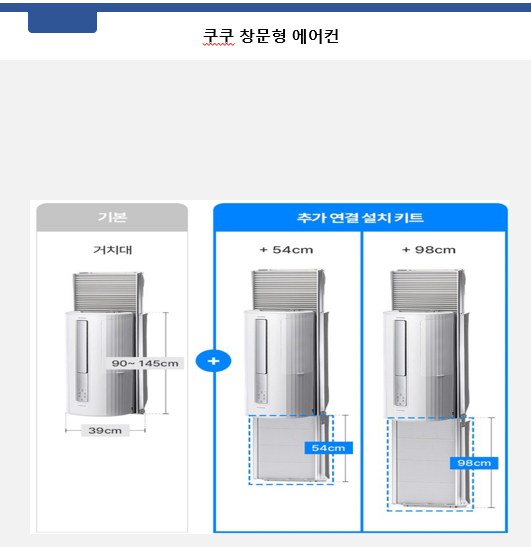 쿠쿠 창문형 에어컨
기본
추가 연결 설치 키트
거치대
+ 54cm
+ 98cm
90~ 145cm
+
39cm
54cm
98cm